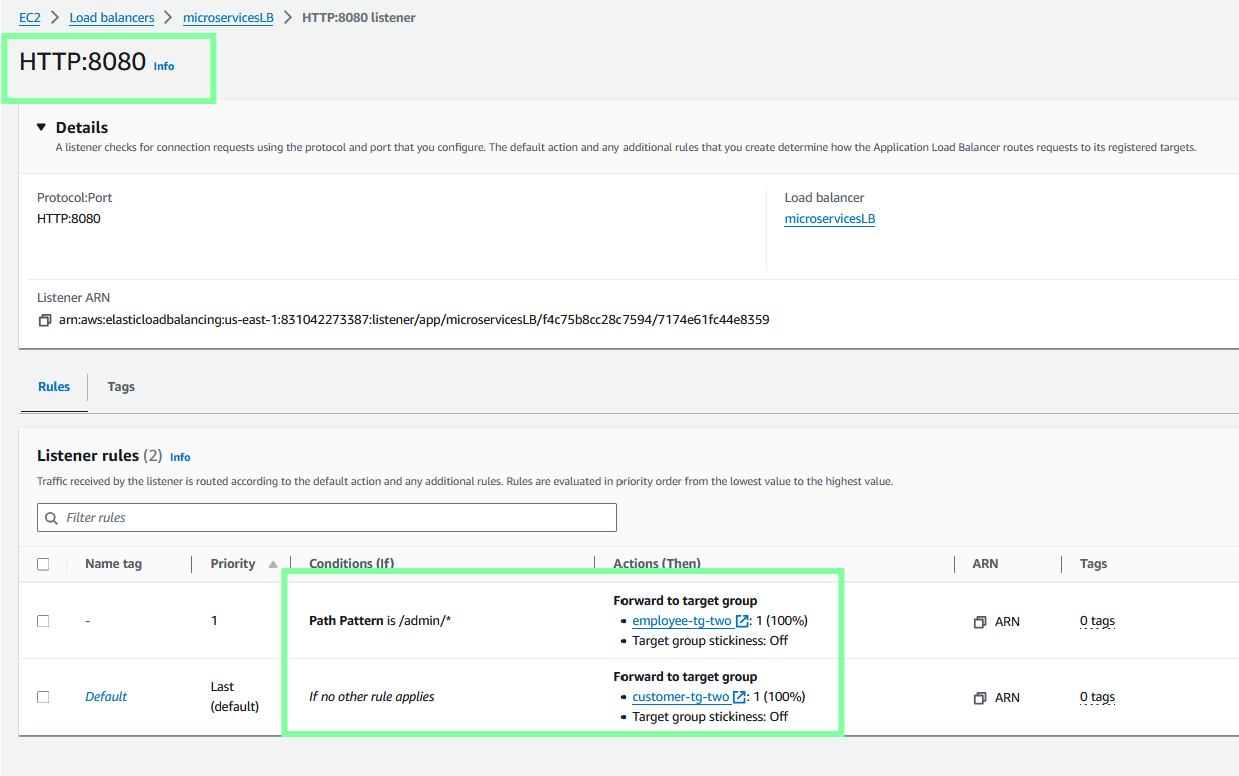 EC2 > Load balancers > microservicesLB > HTTP:8080 listener
HTTP:8080 Info
▼ Details
A listener checks for connection requests using the protocol and port that you configure. The default action and any additional rules that you create determine how the Application Load Balancer routes requests to its registered targets.
Protocol:Port
HTTP:8080
Load balancer
microservicesLB
Listener ARN
arn:aws:elasticloadbalancing:us-east-1:831042273387:listener/app/microservicesLB/f4c75b8cc28c7594/7174e61fc44e8359
Rules Tags
Listener rules (2) Info
Traffic received by the listener is routed according to the default action and any additional rules. Rules are evaluated in priority order from the lowest value to the highest value.
Filter rules
Name tag Priority Conditions (If) Actions (Then) ARN Tags
- 1 Path Pattern is /admin/* Forward to target group
• employee-tg-two: 1 (100%)
• Target group stickiness: Off
ARN 0 tags
Default Last (default) If no other rule applies Forward to target group
• customer-tg-two: 1 (100%)
• Target group stickiness: Off
ARN 0 tags